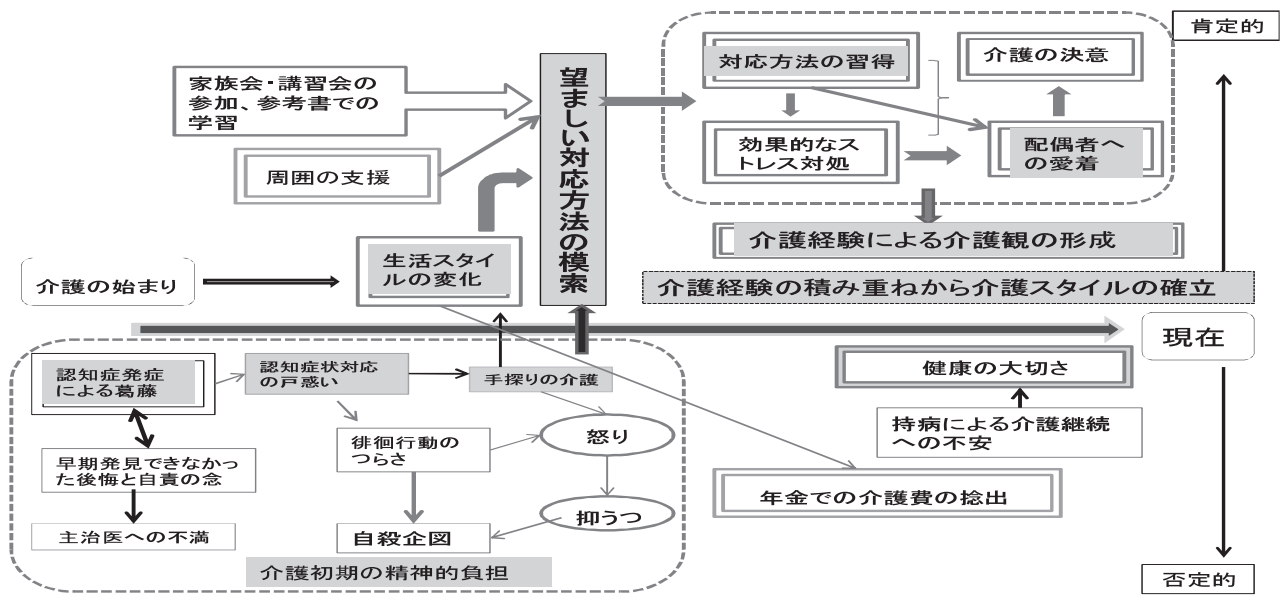 肯定的
対応方法の習得
介護の決意
家族会・講習会の
参加、参考書での
学習
望ましい対応方法の模索
効果的なス
トレス対処
配偶者へ
の愛着
周囲の支援
介護経験による介護観の形成
生活スタイ
ルの変化
介護の始まり
介護経験の積み重ねから介護スタイルの確立
現在
認知症発症
による葛藤
認知症状対応
の戸惑い
手探りの介護
健康の大切さ
持病による介護継続
への不安
徘徊行動の
つらさ
怒り
早期発見できなかっ
た後悔と自責の念
年金での介護費の捻出
抑うつ
主治医への不満
自殺企図
介護初期の精神的負担
否定的